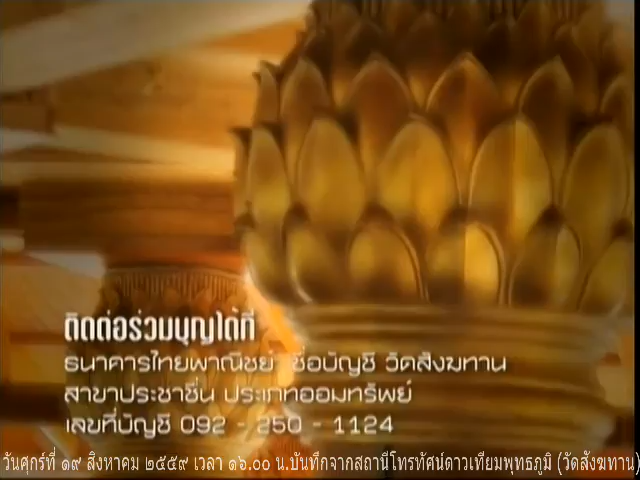 ติดต่อร่วมบุญได้ที่
ธนาคารไทยพาณิชย์ ชื่อบัญชี วัดสังฆทาน
สาขาประชาชื่น ประเภทออมทรัพย์
เลขที่บัญชี 092 - 250 - 1124
วันศุกร์ที่ ๑๙ สิงหาคม ๒๕๕๙ เวลา ๑๖.๐๐ น.บันทึกจากสถานีโทรทัศน์ดาวเทียมพุทธภูมิ (วัดสังฆทาน)